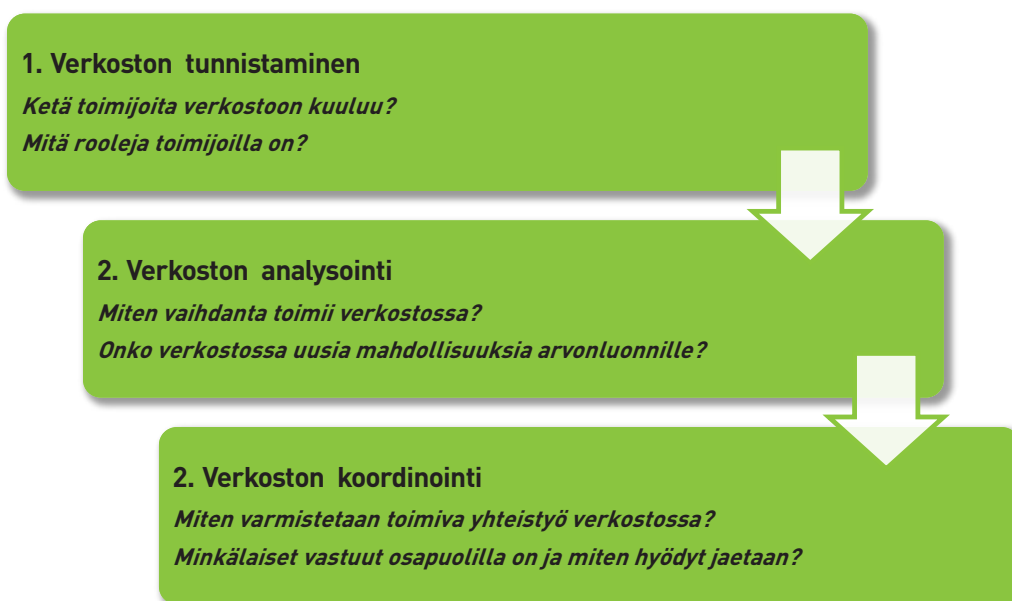 1. Verkoston tunnistaminen
Ketä toimijoita verkostoon kuuluu?
Mitä rooleja toimijoilla on?
2. Verkoston analysointi
Miten vaihdanta toimii verkostossa?
Onko verkostossa uusia mahdollisuuksia arvonluonnille?
2. Verkoston koordinointi
Miten varmistetaan toimiva yhteistyö verkostossa?
Minkälaiset vastuut osapuolilla on ja miten hyödyt jaetaan?